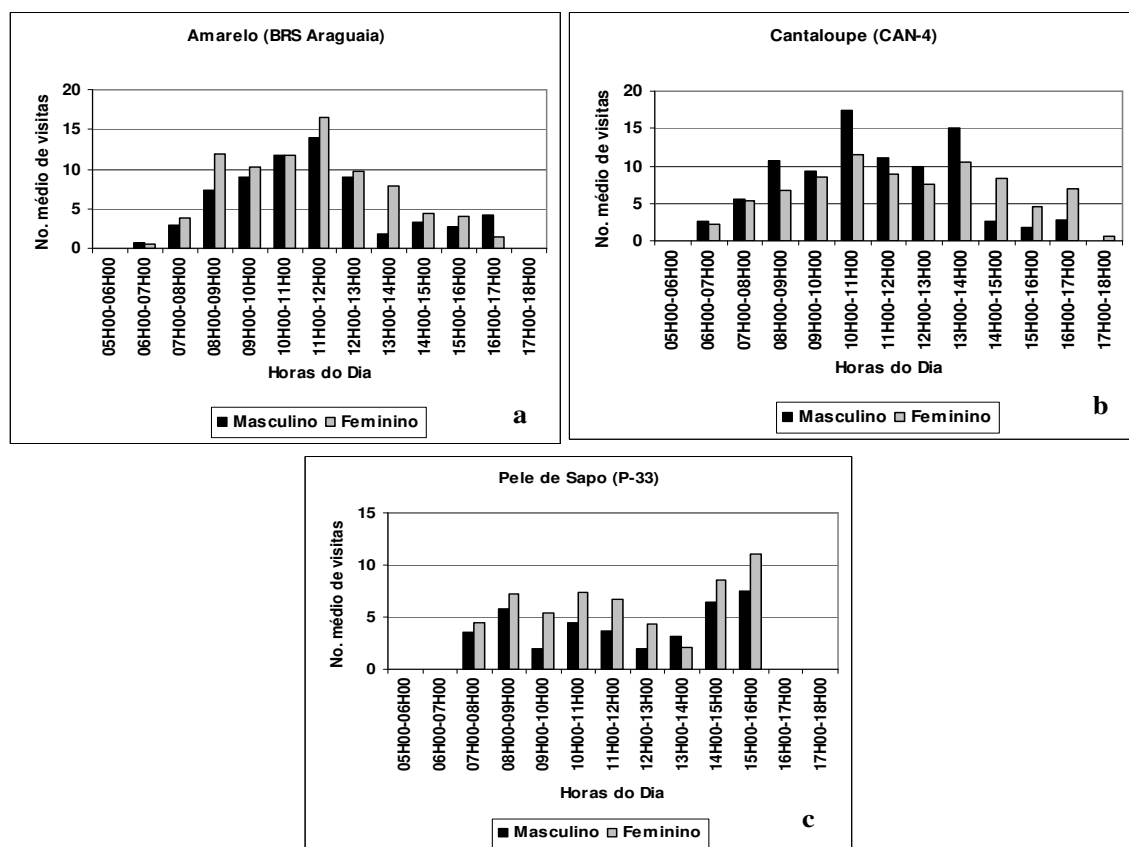 Amarelo (BRS Araguaia)
No. médio de visitas
20
15
10
5
0
05H00-06H00
06H00-07H00
07H00-08H00
08H00-09H00
09H00-10H00
10H00-11H00
11H00-12H00
12H00-13H00
13H00-14H00
14H00-15H00
15H00-16H00
16H00-17H00
17H00-18H00
Horas do Dia
Masculino Feminino
a
Cantaloupe (CAN-4)
No. médio de visitas
20
15
10
5
0
05H00-06H00
06H00-07H00
07H00-08H00
08H00-09H00
09H00-10H00
10H00-11H00
11H00-12H00
12H00-13H00
13H00-14H00
14H00-15H00
15H00-16H00
16H00-17H00
17H00-18H00
Horas do Dia
Masculino Feminino
b
Pele de Sapo (P-33)
No. médio de visitas
15
10
5
0
05H00-06H00
06H00-07H00
07H00-08H00
08H00-09H00
09H00-10H00
10H00-11H00
11H00-12H00
12H00-13H00
13H00-14H00
14H00-15H00
15H00-16H00
16H00-17H00
17H00-18H00
Horas do Dia
Masculino Feminino
c